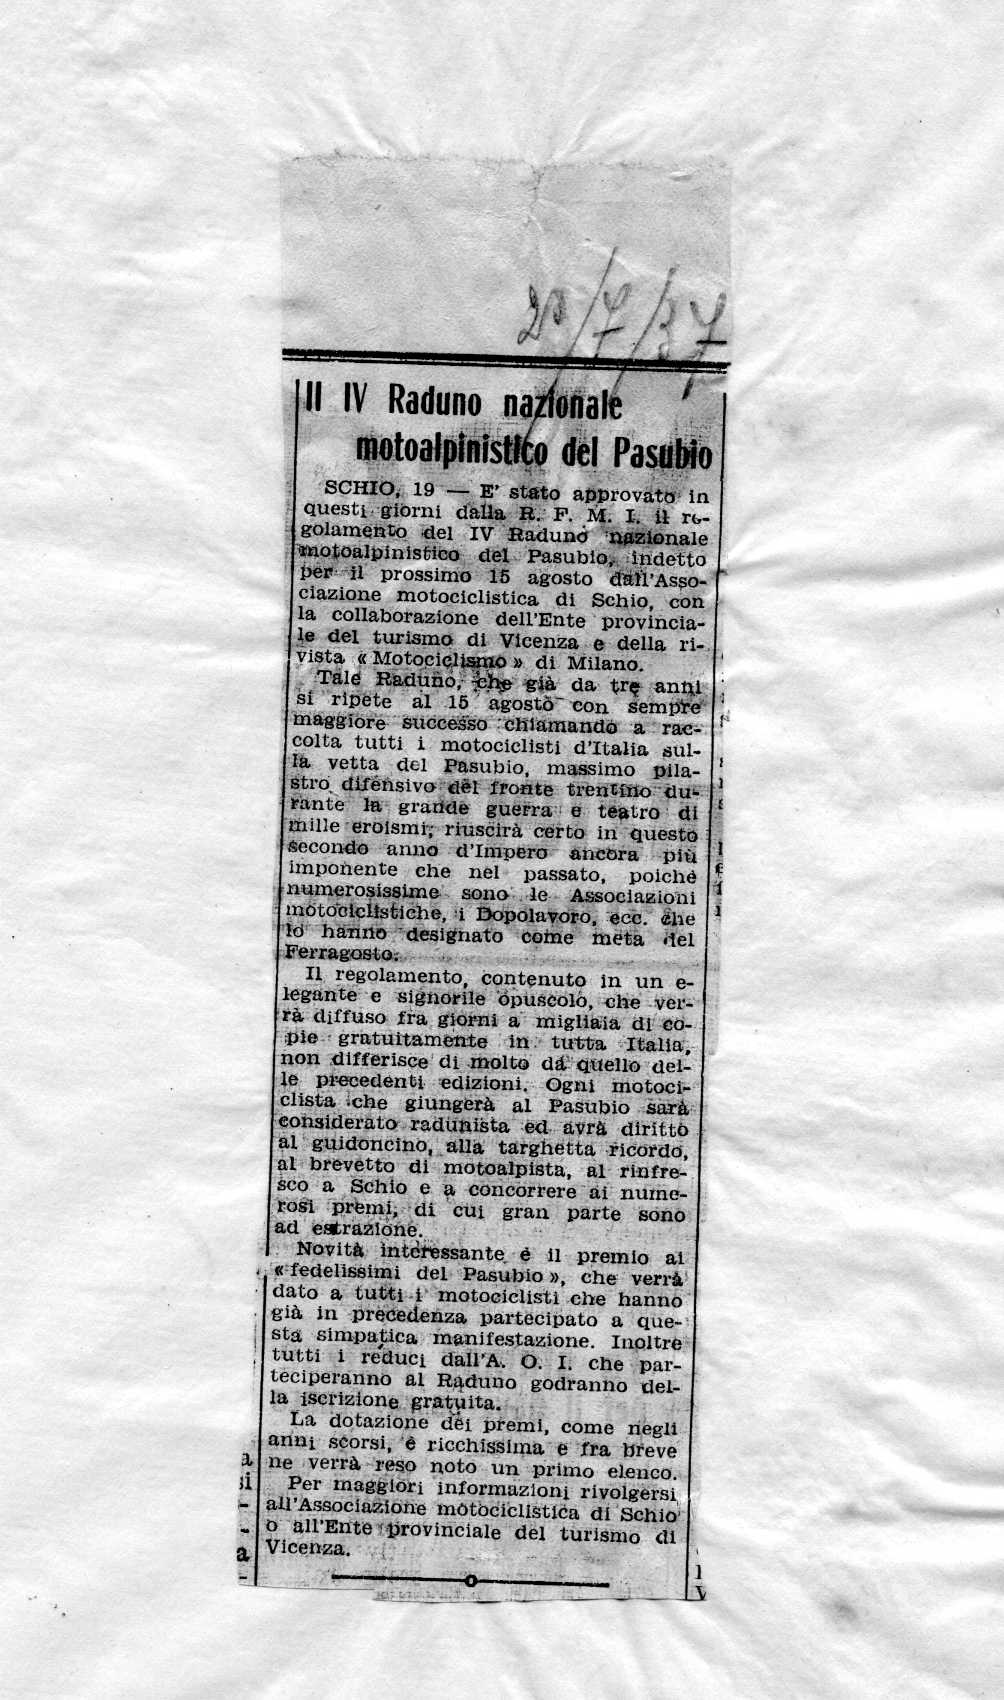 20/7/37
Il IV Raduno nazionale
motoalpinistico del Pasubio
SCHIO, 19 — E' stato approvato in
questi giorni dalla R. F. M. I. il re-
golamento del IV Raduno nazionale
motoalpinistico del Pasubio, indetto
per il prossimo 15 agosto dall'Asso-
ciazione motociclistica di Schio, con
la collaborazione dell'Ente provincia-
le del turismo di Vicenza e della ri-
vista « Motociclismo » di Milano.
Tale Raduno, che già da tre anni
si ripete al 15 agosto con sempre
maggiore successo chiamando a rac-
colta tutti i motociclisti d'Italia sul-
la vetta del Pasubio, massimo pila-
stro difensivo del fronte trentino du-
rante la grande guerra e teatro di
mille eroismi, riuscirà certo in questo
secondo anno d'Impero ancora più
imponente che nel passato, poichè
numerosissime sono le Associazioni
motociclistiche, i Dopolavoro, ecc. che
lo hanno designato come meta del
Ferragosto.
Il regolamento, contenuto in un e-
legante e signorile opuscolo, che ver-
rà diffuso fra giorni a migliaia di co-
pie gratuitamente in tutta Italia,
non differisce di molto da quello del-
le precedenti edizioni. Ogni motoci-
clista che giungerà al Pasubio sarà
considerato radunista ed avrà diritto
al guidoncino, alla targhetta ricordo,
al brevetto di motoalpista, al rinfre-
sco a Schio e a concorrere ai nume-
rosi premi, di cui gran parte sono
ad estrazione.
Novità interessante è il premio ai
« fedelissimi del Pasubio », che verrà
dato a tutti i motociclisti che hanno
già in precedenza partecipato a que-
sta simpatica manifestazione. Inoltre
tutti i reduci dall'A. O. I. che par-
teciperanno al Raduno godranno del-
la iscrizione gratuita.
La dotazione dei premi, come negli
anni scorsi, è ricchissima e fra breve
ne verrà reso noto un primo elenco.
Per maggiori informazioni rivolgersi
all'Associazione motociclistica di Schio
o all'Ente provinciale del turismo di
Vicenza.